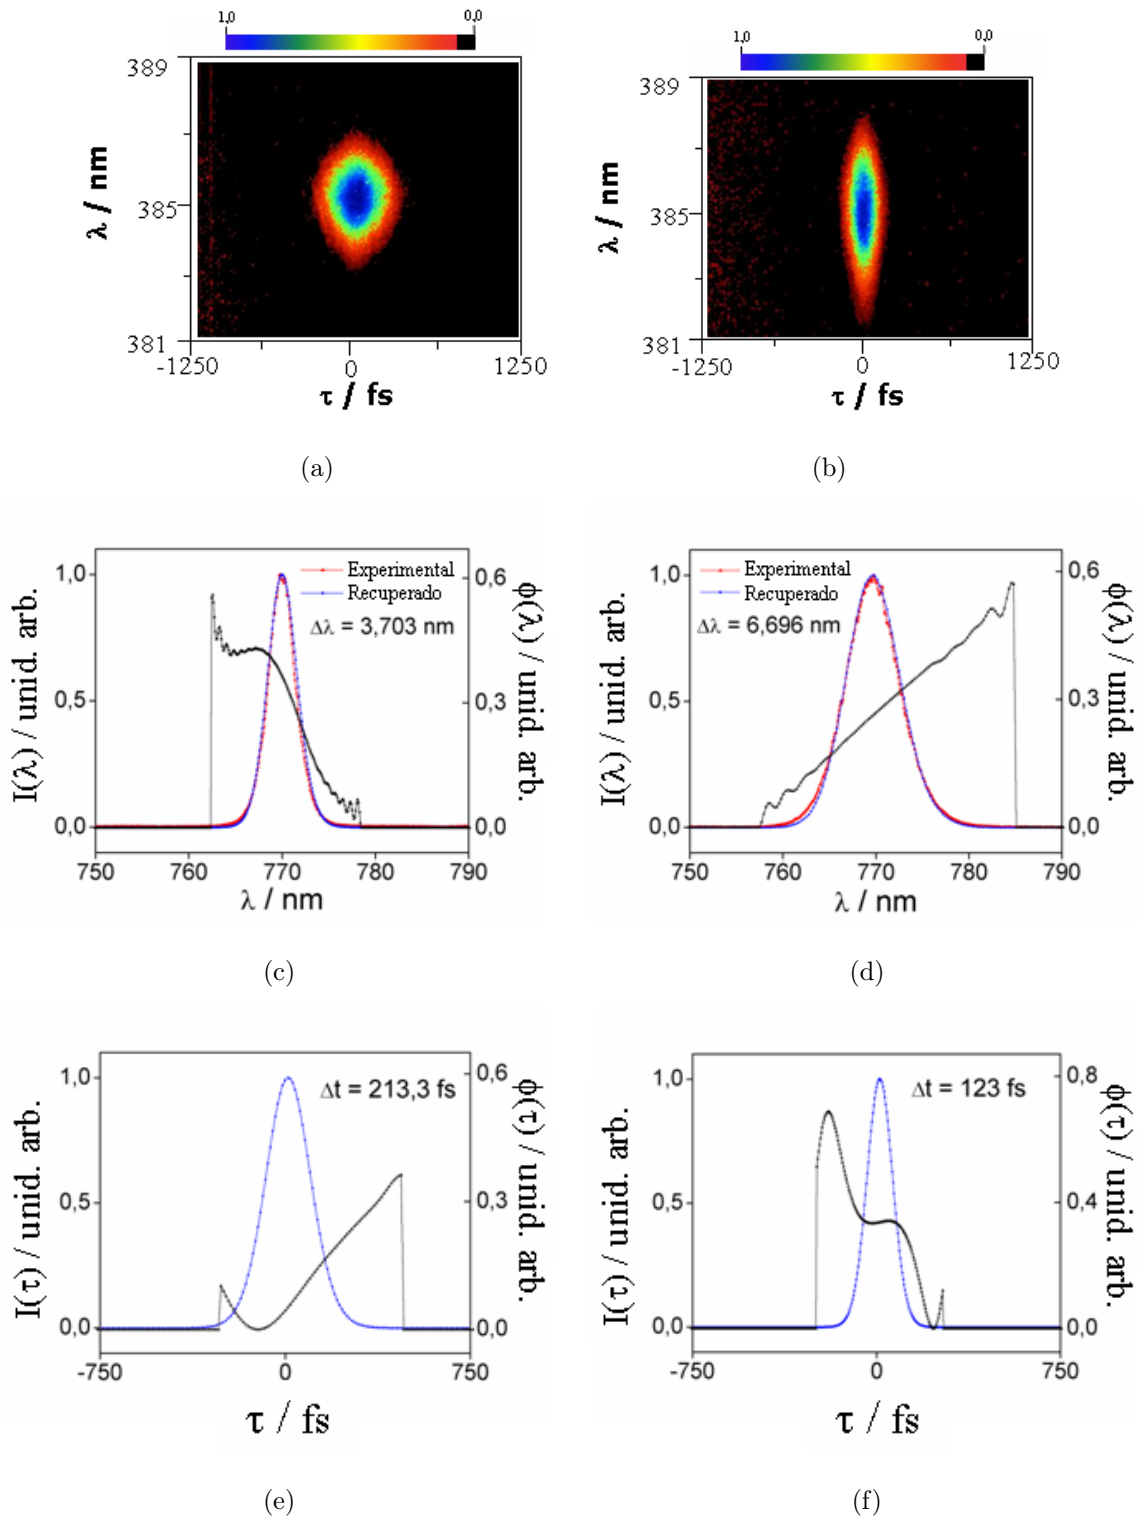 1,0 0,0
389
385
381
λ / nm
-1250 0 1250
τ / fs
(a)
1,0 0,0
389
385
381
λ / nm
-1250 0 1250
τ / fs
(b)
1,0
0,5
0,0
I(λ) / unid. arb.
Experimental
Recuperado
Δλ = 3,703 nm
0,6
0,3
0,0
ϕ(λ) / unid. arb.
750 760 770 780 790
λ / nm
(c)
1,0
0,5
0,0
I(λ) / unid. arb.
Experimental
Recuperado
Δλ = 6,696 nm
0,6
0,3
0,0
ϕ(λ) / unid. arb.
750 760 770 780 790
λ / nm
(d)
1,0
0,5
0,0
I(τ) / unid. arb.
Δt = 213,3 fs
0,6
0,3
0,0
ϕ(τ) / unid. arb.
-750 0 750
τ / fs
(e)
1,0
0,5
0,0
I(τ) / unid. arb.
Δt = 123 fs
0,8
0,4
0,0
ϕ(τ) / unid. arb.
-750 0 750
τ / fs
(f)